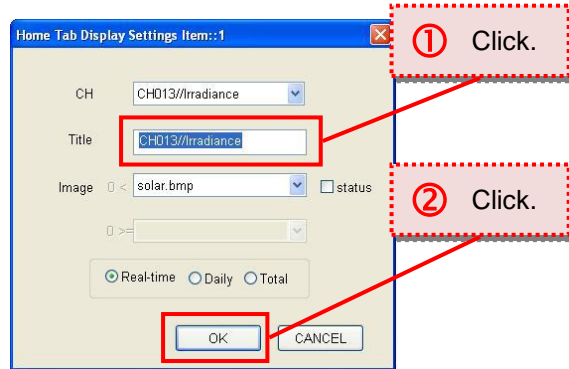 Home Tab Display Settings Item::1
① Click.
CH CH013//Irradiance
Title CH013//Irradiance
Image 0 < solar.bmp status
② Click.
0 >=
Real-time Daily Total
OK CANCEL